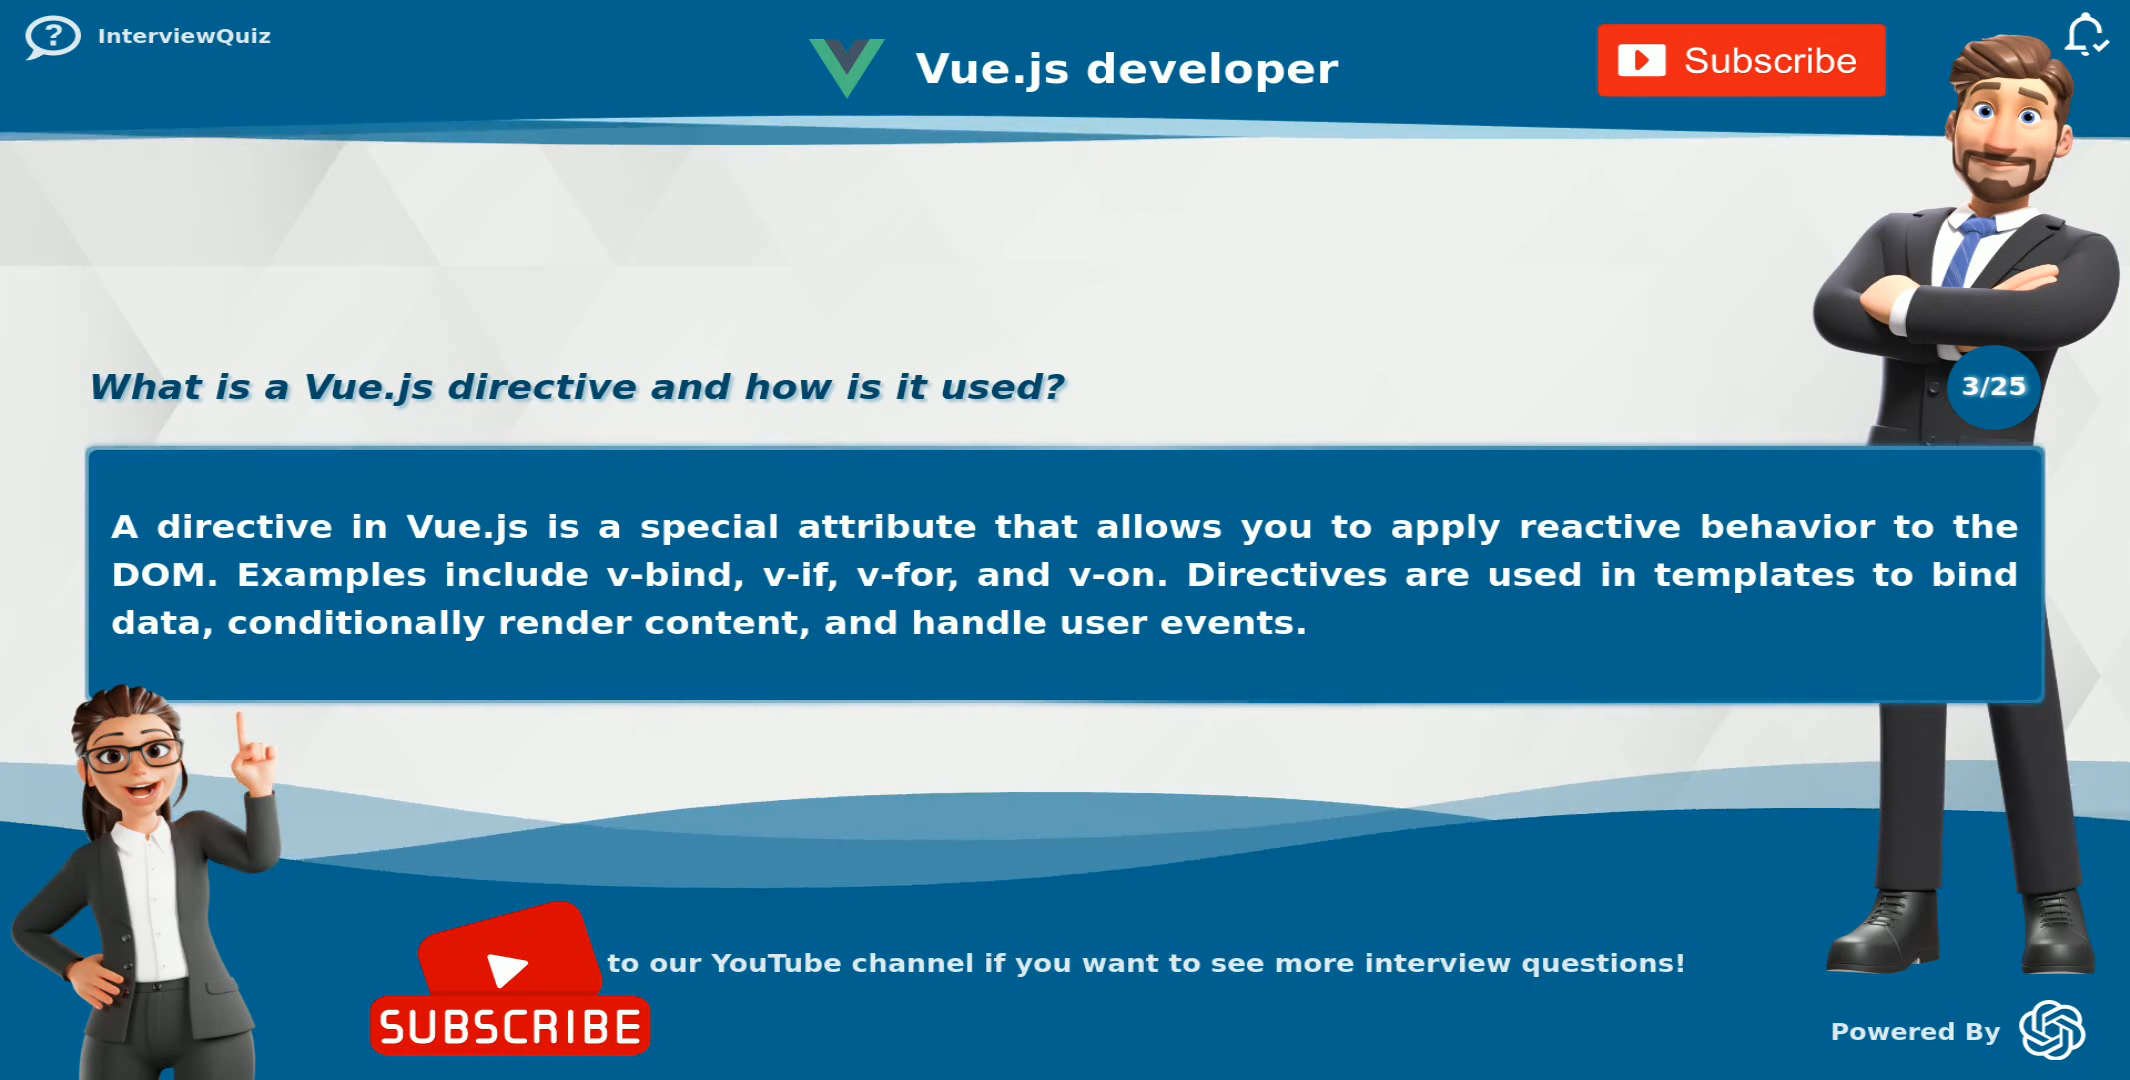 InterviewQuiz
Vue.js developer
Subscribe
What is a Vue.js directive and how is it used?
3/25
A directive in Vue.js is a special attribute that allows you to apply reactive behavior to the
DOM. Examples include v-bind, v-if, v-for, and v-on. Directives are used in templates to bind
data, conditionally render content, and handle user events.
to our YouTube channel if you want to see more interview questions!
SUBSCRIBE
Powered By